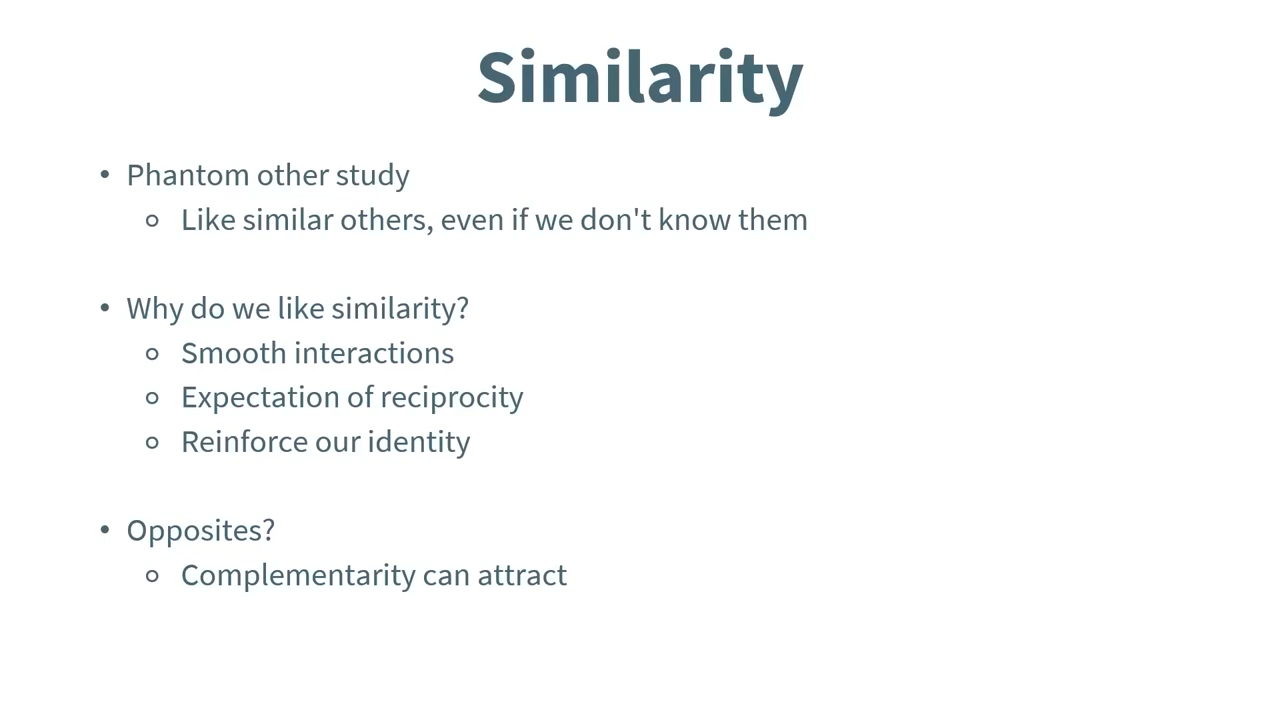 Similarity
• Phantom other study
○ Like similar others, even if we don't know them
• Why do we like similarity?
○ Smooth interactions
○ Expectation of reciprocity
○ Reinforce our identity
• Opposites?
○ Complementarity can attract